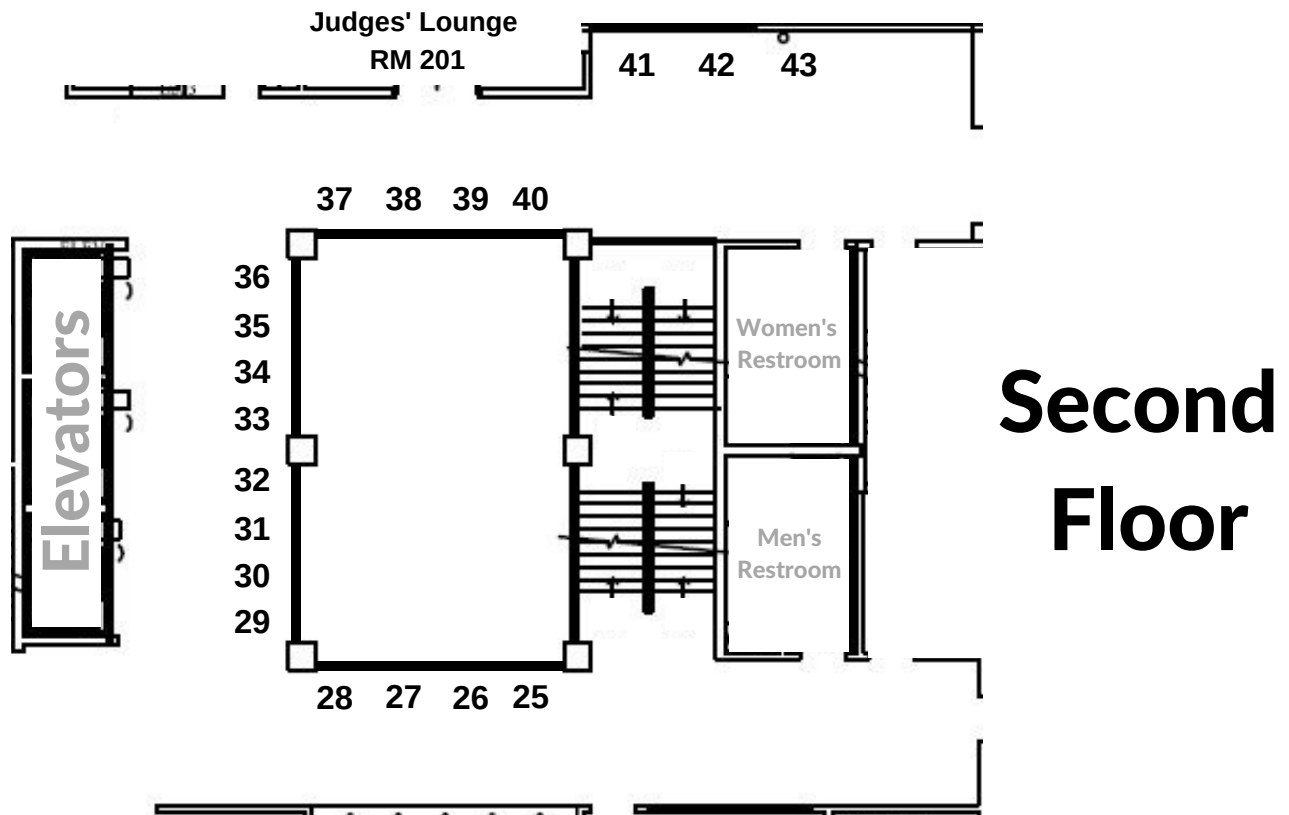 Judges' Lounge
RM 201
41 42 43
37 38 39 40
36
35
34
33
32
31
30
29
28 27 26 25
Elevators
Women's
Restroom
Men's
Restroom
Second
Floor